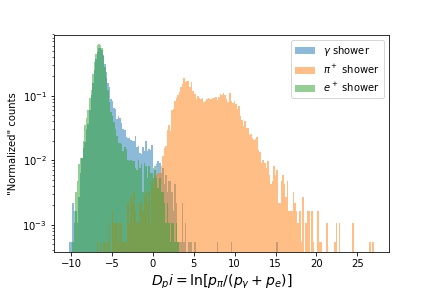 γ shower
π⁺ shower
e⁺ shower
"Normalized" counts
10⁻¹
10⁻²
10⁻³
−10 −5 0 5 10 15 20 25
D_p i = ln[p_π/(p_γ + p_e)]